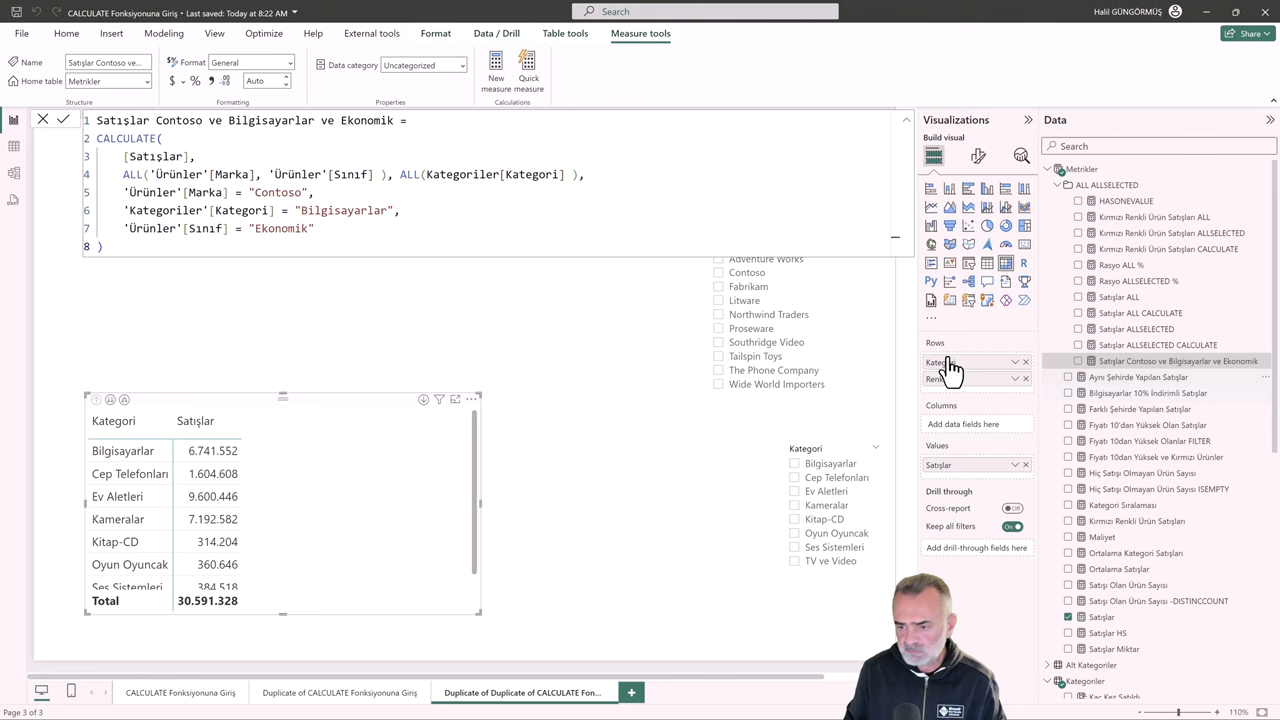 CALCULATE Fonksiyonuna Giriş • Last saved: Today at 8:22 AM
Search
Halil GÜNGÖRMÜŞ
File
Home
Insert
Modeling
View
Optimize
Help
External tools
Format
Data / Drill
Table tools
Measure tools
Share
Name
Satışlar Contoso ve...
Home table
Metrikler
Structure
Format
General
$
%
Auto
Formatting
Data category
Uncategorized
Properties
New
measure
Quick
measure
Calculations
1 Satışlar Contoso ve Bilgisayarlar ve Ekonomik =
2 CALCULATE(
3 [Satışlar],
4 ALL('Ürünler'[Marka], 'Ürünler'[Sınıf] ), ALL(Kategoriler[Kategori] ),
5 'Ürünler'[Marka] = "Contoso",
6 'Kategoriler'[Kategori] = "Bilgisayarlar",
7 'Ürünler'[Sınıf] = "Ekonomik"
8 )
Adventure Works
Contoso
Fabrikam
Litware
Northwind Traders
Proseware
Southridge Video
Tailspin Toys
The Phone Company
Wide World Importers
Kategori
Bilgisayarlar
Cep Telefonları
Ev Aletleri
Kameralar
Kitap-CD
Oyun Oyuncak
Ses Sistemleri
TV ve Video
Kategori Satışlar
Bilgisayarlar 6.741.552
Cep Telefonları 1.604.608
Ev Aletleri 9.600.446
Kameralar 7.192.582
Kitap-CD 314.204
Oyun Oyuncak 360.646
Ses Sistemleri 384.518
Total 30.591.328
Visualizations
Build visual
Rows
Columns
Add data fields here
Values
Satışlar
Drill through
Cross-report
Off
Keep all filters
On
Add drill-through fields here
Data
Search
Metrikler
ALL ALLSELECTED
HASONEVALUE
Kırmızı Renkli Ürün Satışları ALL
Kırmızı Renkli Ürün Satışları ALLSELECTED
Kırmızı Renkli Ürün Satışları CALCULATE
Rasyo ALL %
Rasyo ALLSELECTED %
Satışlar ALL
Satışlar ALL CALCULATE
Satışlar ALLSELECTED
Satışlar ALLSELECTED CALCULATE
Satışlar Contoso ve Bilgisayarlar ve Ekonomik
Aynı Şehirde Yapılan Satışlar
Bilgisayarlar 10% İndirimli Satışlar
Farklı Şehirde Yapılan Satışlar
Fiyatı 10'dan Yüksek Olan Satışlar
Fiyatı 10dan Yüksek Olanlar FILTER
Fiyatı 10dan Yüksek ve Kırmızı Ürünler
Hiç Satışı Olmayan Ürün Sayısı
Hiç Satışı Olmayan Ürün Sayısı ISEMPTY
Kategori Sıralaması
Kırmızı Renkli Ürün Satışları
Maliyet
Ortalama Kategori Satışları
Ortalama Satışlar
Satışı Olan Ürün Sayısı
Satışı Olan Ürün Sayısı -DISTINCCOUNT
Satışlar
Satışlar HS
Satışlar Miktar
Alt Kategoriler
Kategoriler
Kaç Kez Satıldı
CALCULATE Fonksiyonuna Giriş
Duplicate of CALCULATE Fonksiyonuna Giriş
Duplicate of Duplicate of CALCULATE Fon...
Page 3 of 3
110%